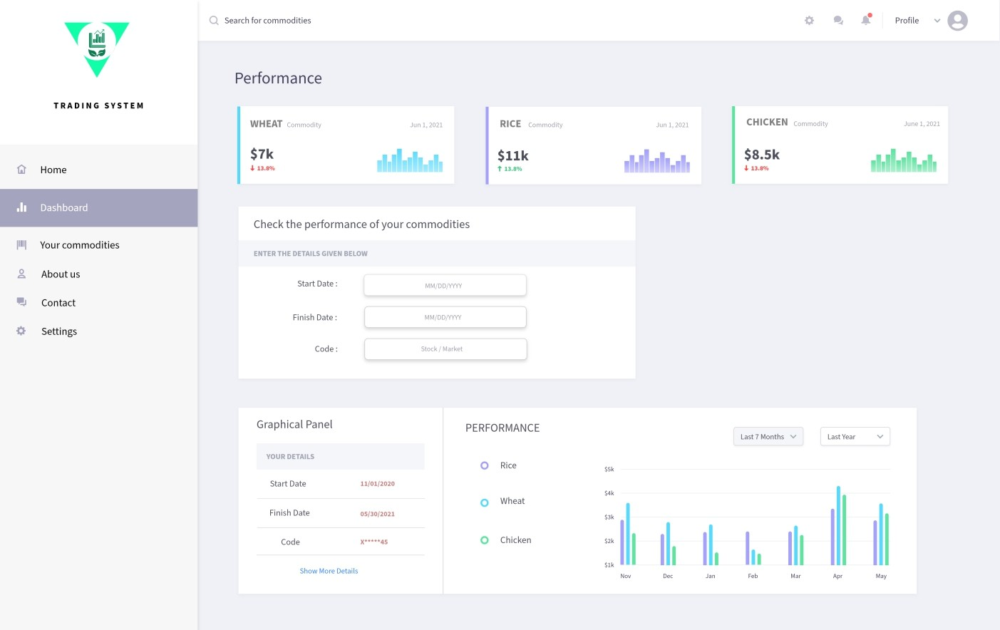 Search for commodities
Profile
TRADING SYSTEM
Home
Dashboard
Your commodities
About us
Contact
Settings
Performance
WHEAT Commodity Jun 1, 2021
$7k
13.8%
RICE Commodity Jun 1, 2021
$11k
13.8%
CHICKEN Commodity June 1, 2021
$8.5k
13.8%
Check the performance of your commodities
ENTER THE DETAILS GIVEN BELOW
Start Date : MM/DD/YYYY
Finish Date : MM/DD/YYYY
Code : Stock / Market
Graphical Panel
YOUR DETAILS
Start Date 11/01/2020
Finish Date 05/30/2021
Code X*****45
Show More Details
PERFORMANCE
Last 7 Months
Last Year
Rice
Wheat
Chicken
$5k
$4k
$3k
$2k
$1k
Nov Dec Jan Feb Mar Apr May